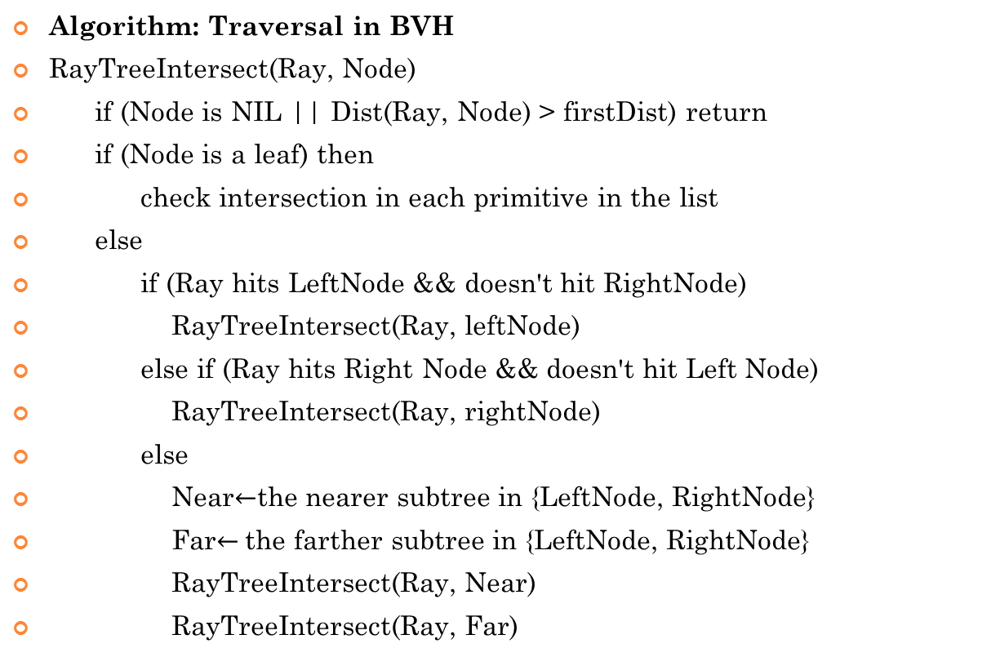 Algorithm: Traversal in BVH
RayTreeIntersect(Ray, Node)
if (Node is NIL || Dist(Ray, Node) > firstDist) return
if (Node is a leaf) then
check intersection in each primitive in the list
else
if (Ray hits LeftNode && doesn't hit RightNode)
RayTreeIntersect(Ray, leftNode)
else if (Ray hits Right Node && doesn't hit Left Node)
RayTreeIntersect(Ray, rightNode)
else
Near←the nearer subtree in {LeftNode, RightNode}
Far← the farther subtree in {LeftNode, RightNode}
RayTreeIntersect(Ray, Near)
RayTreeIntersect(Ray, Far)